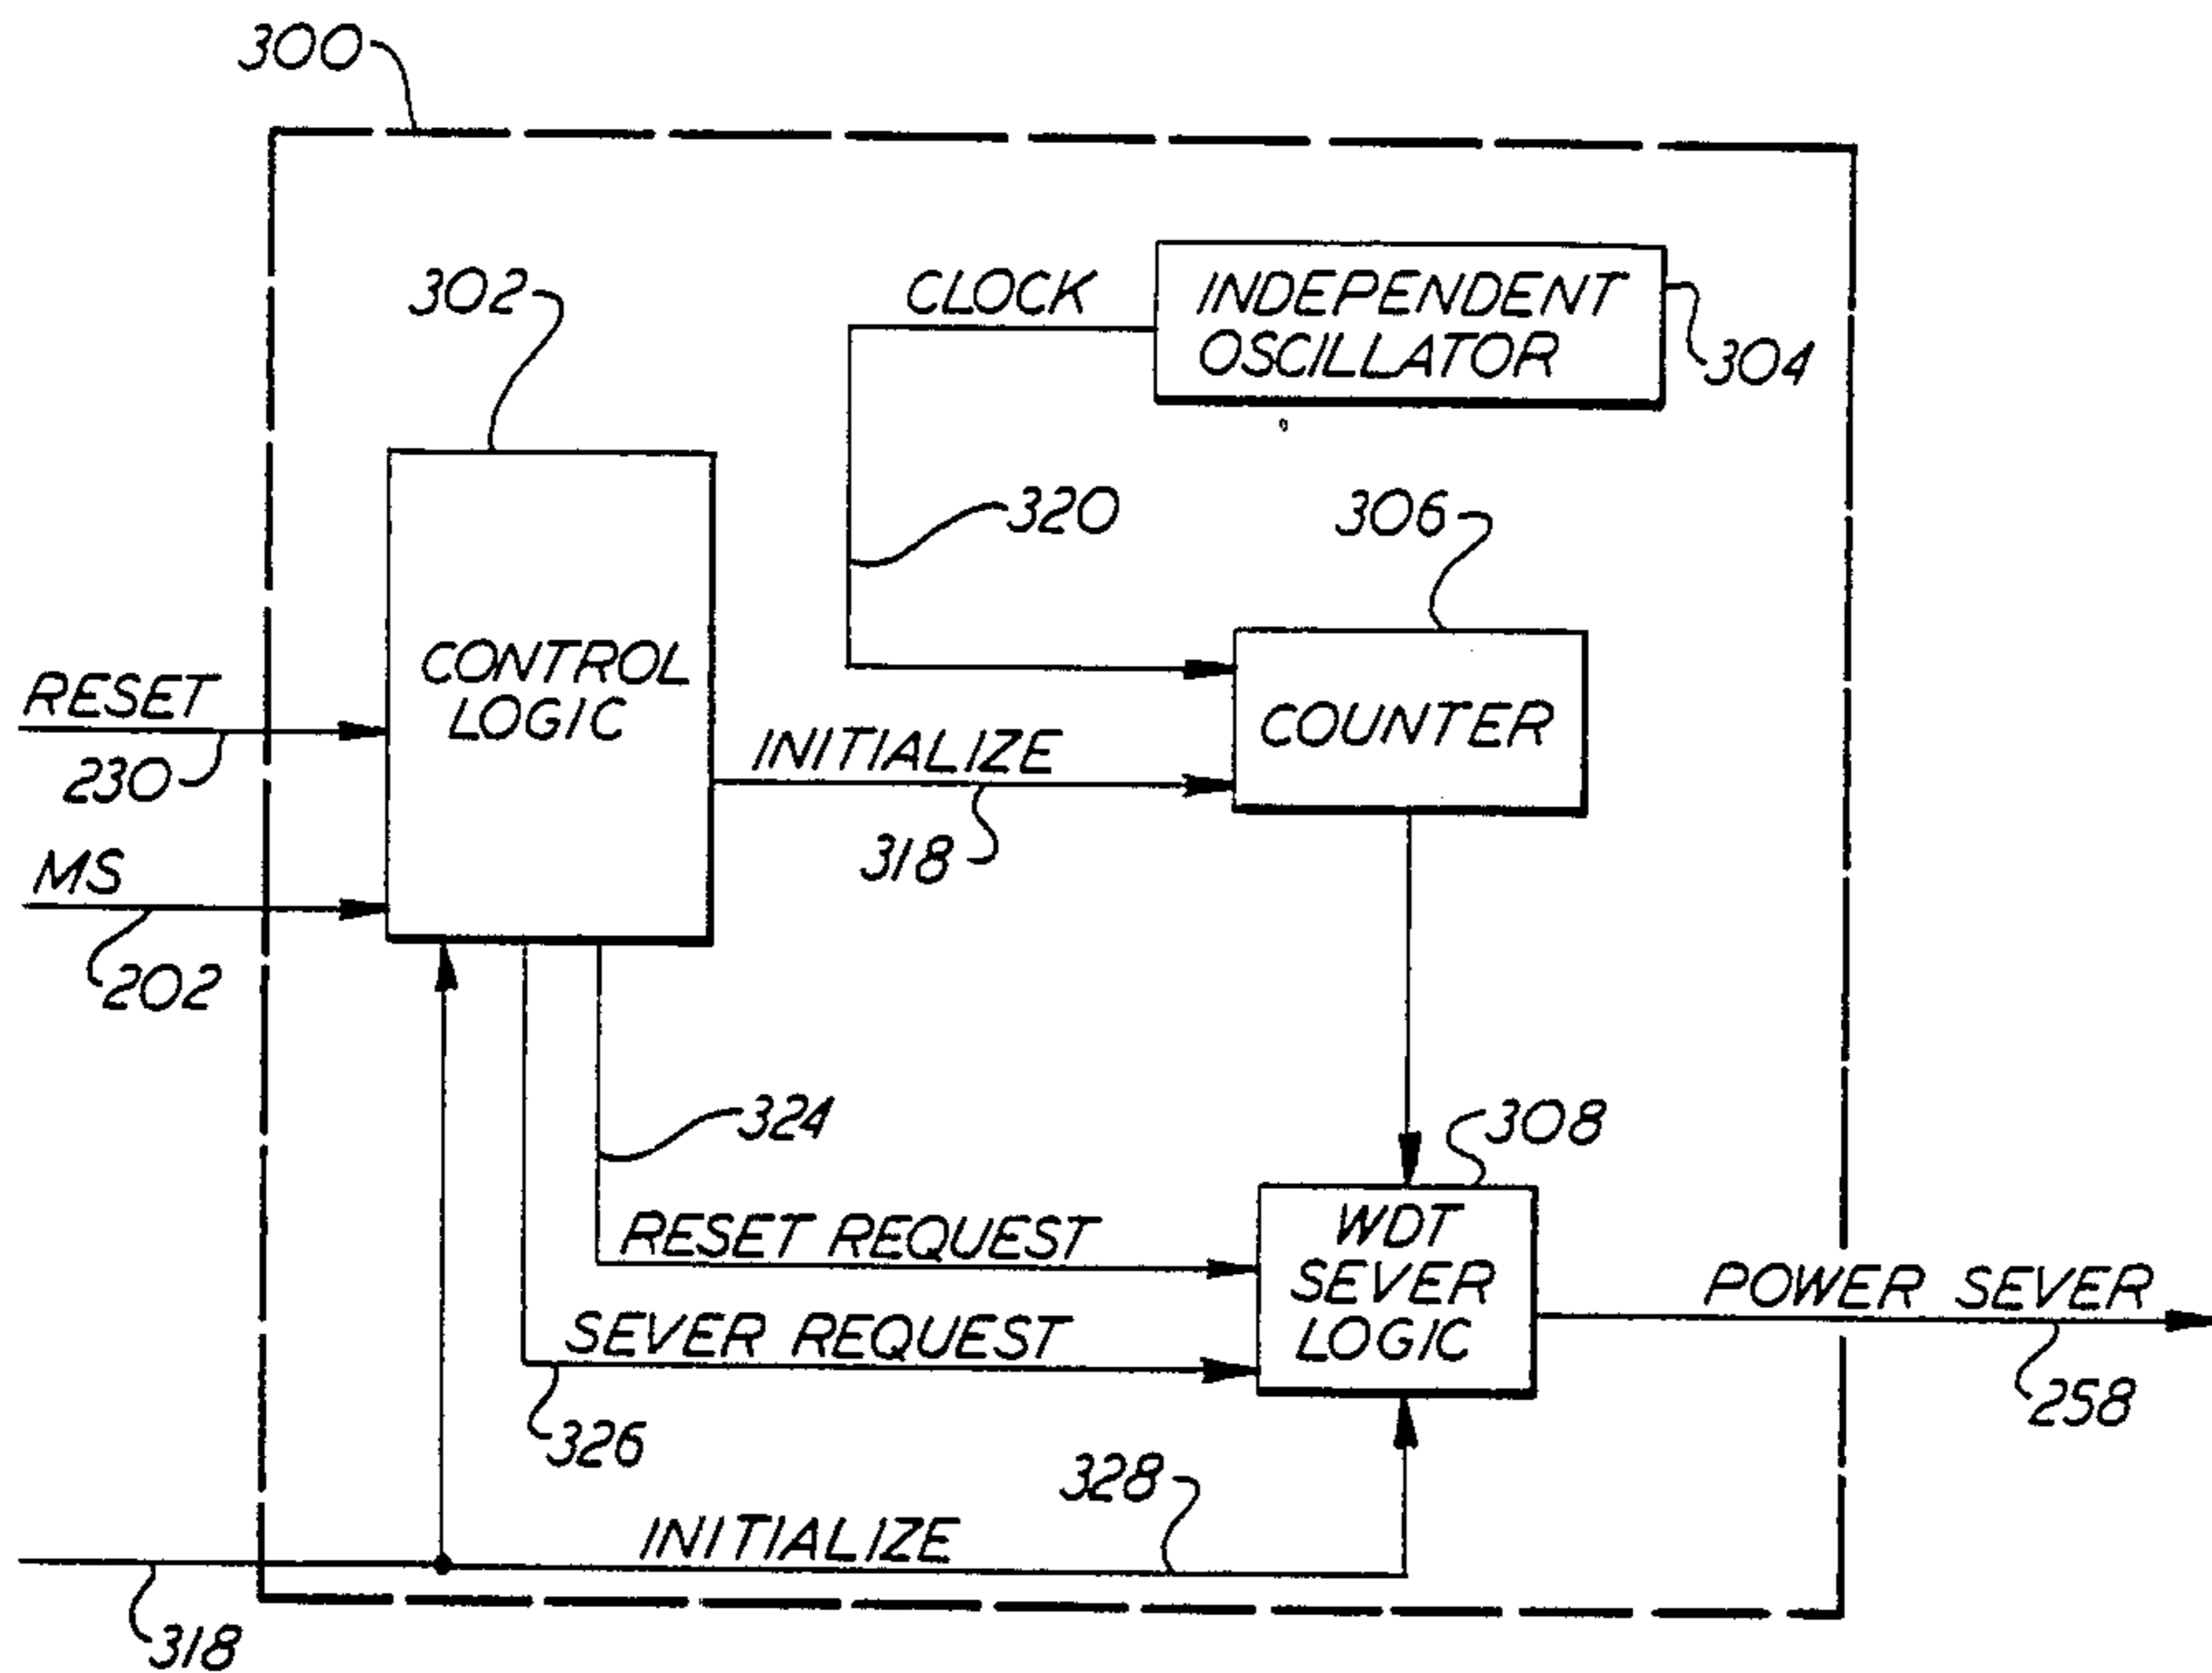 300
302
CLOCK
INDEPENDENT
OSCILLATOR
304
320
306
CONTROL
LOGIC
RESET
230
INITIALIZE
COUNTER
318
MS
202
324
308
RESET REQUEST
WDT
SEVER
LOGIC
POWER SEVER
SEVER REQUEST
258
326
328
INITIALIZE
318